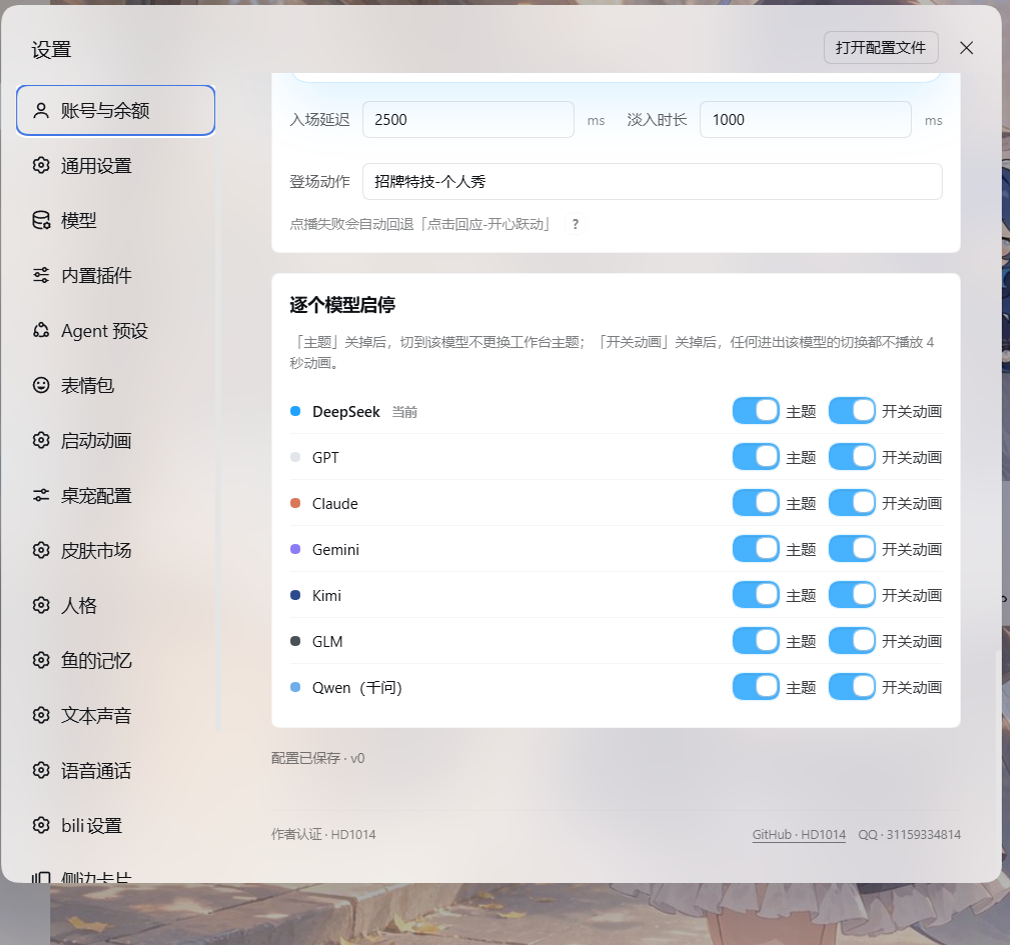 设置
打开配置文件
账号与余额
通用设置
模型
内置插件
Agent 预设
表情包
启动动画
桌宠配置
皮肤市场
人格
鱼的记忆
文本声音
语音通话
bili设置
侧边卡片
入场延迟 2500 ms 淡入时长 1000 ms
登场动作 招牌特技-个人秀
点播失败会自动回退「点击回应-开心跃动」 ?
逐个模型启停
「主题」关掉后，切到该模型不更换工作台主题；「开关动画」关掉后，任何进出该模型的切换都不播放 4
秒动画。
DeepSeek 当前 主题 开关动画
GPT 主题 开关动画
Claude 主题 开关动画
Gemini 主题 开关动画
Kimi 主题 开关动画
GLM 主题 开关动画
Qwen（千问） 主题 开关动画
配置已保存 · v0
作者认证 · HD1014
GitHub · HD1014 QQ · 31159334814